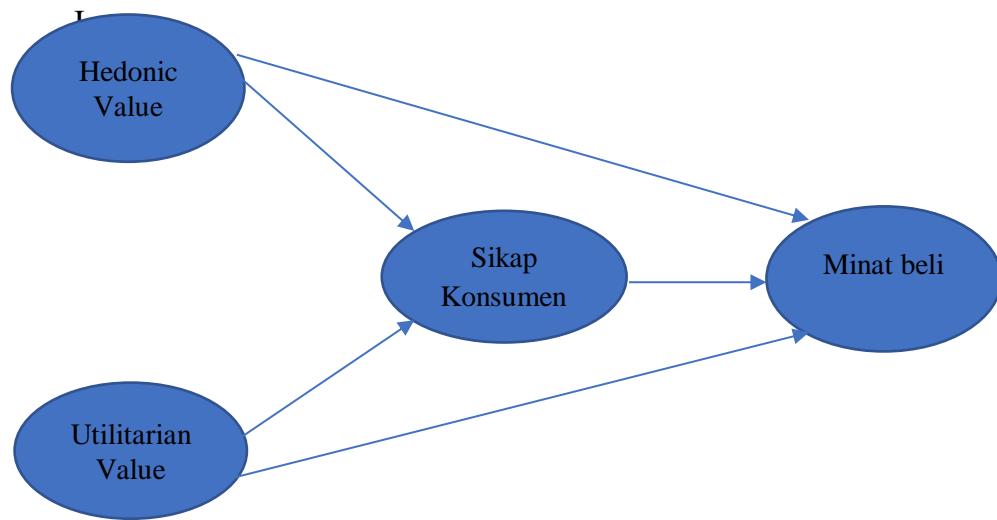 Hedonic
Value
Sikap
Konsumen
Minat beli
Utilitarian
Value